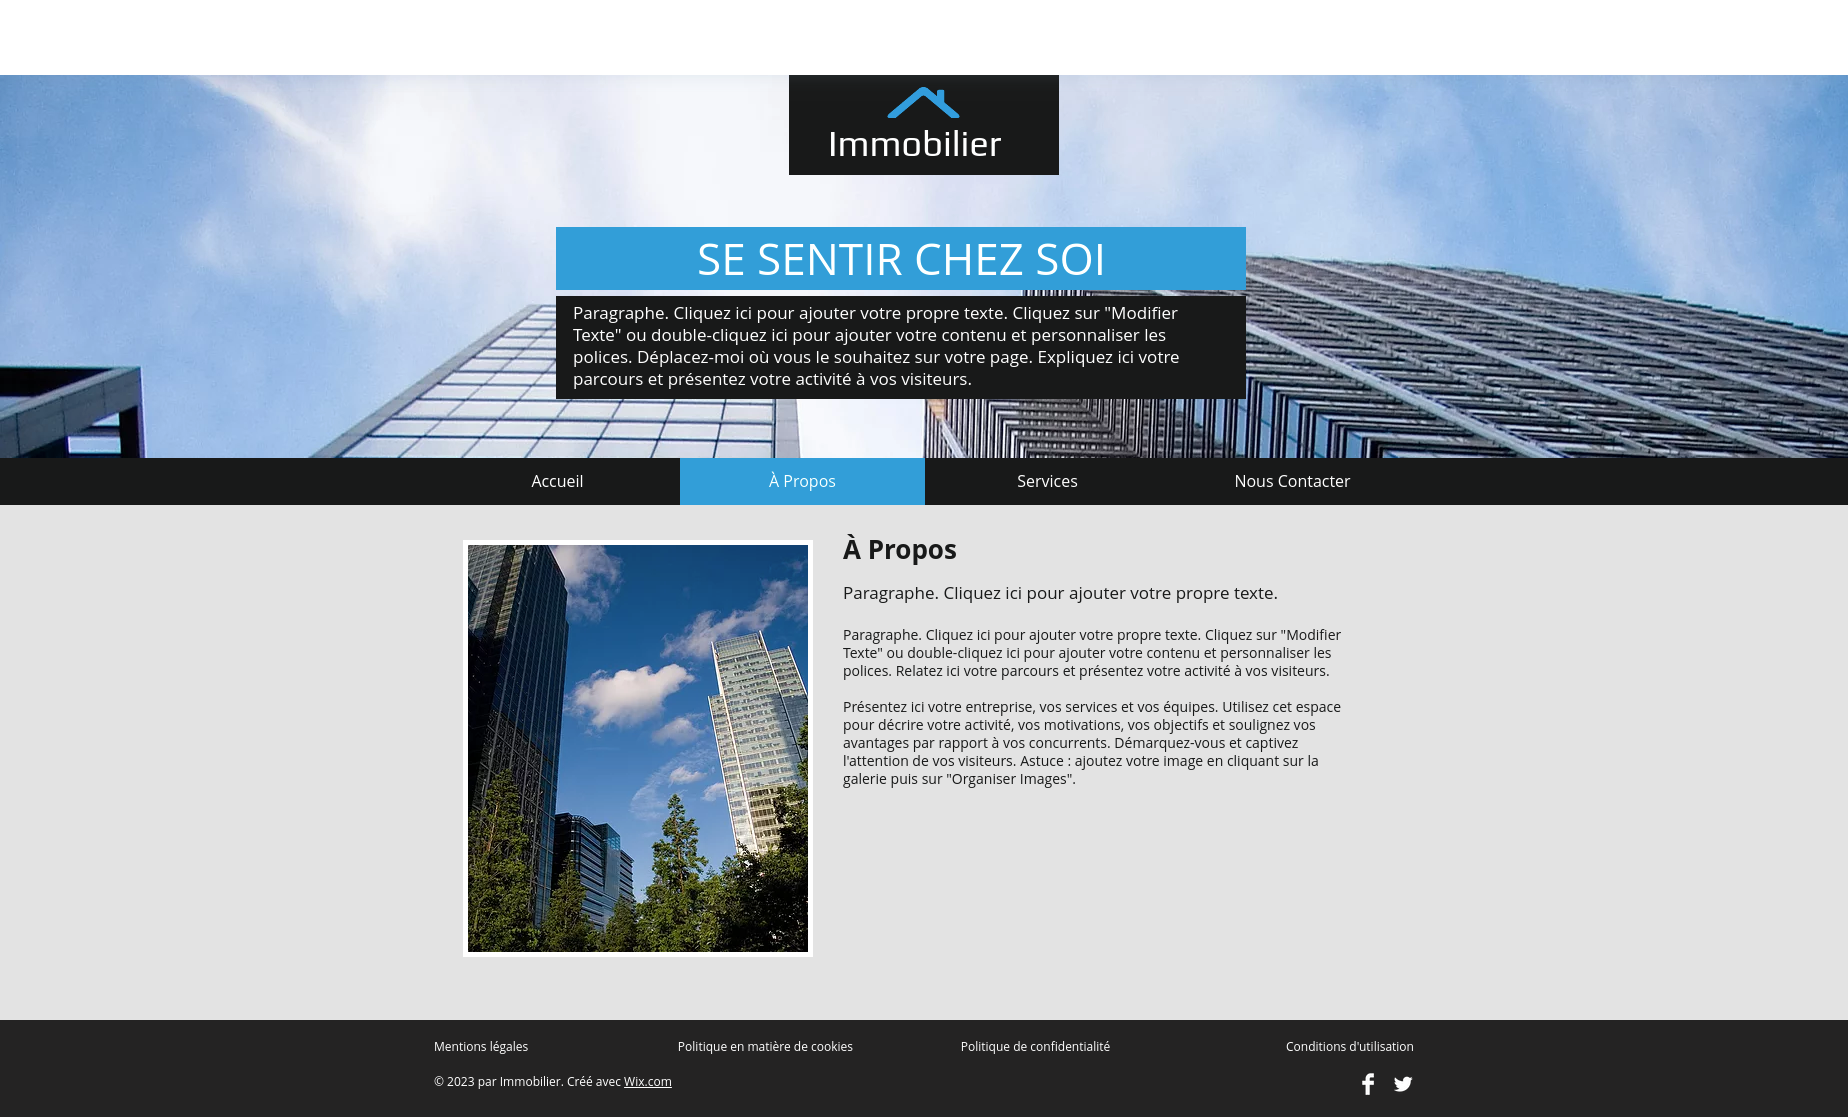 Immobilier
SE SENTIR CHEZ SOI
Paragraphe. Cliquez ici pour ajouter votre propre texte. Cliquez sur "Modifier
Texte" ou double-cliquez ici pour ajouter votre contenu et personnaliser les
polices. Déplacez-moi où vous le souhaitez sur votre page. Expliquez ici votre
parcours et présentez votre activité à vos visiteurs.
Accueil À Propos Services Nous Contacter
À Propos
Paragraphe. Cliquez ici pour ajouter votre propre texte.
Paragraphe. Cliquez ici pour ajouter votre propre texte. Cliquez sur "Modifier
Texte" ou double-cliquez ici pour ajouter votre contenu et personnaliser les
polices. Relatez ici votre parcours et présentez votre activité à vos visiteurs.
Présentez ici votre entreprise, vos services et vos équipes. Utilisez cet espace
pour décrire votre activité, vos motivations, vos objectifs et soulignez vos
avantages par rapport à vos concurrents. Démarquez-vous et captivez
l'attention de vos visiteurs. Astuce : ajoutez votre image en cliquant sur la
galerie puis sur "Organiser Images".
Mentions légales Politique en matière de cookies Politique de confidentialité Conditions d'utilisation
© 2023 par Immobilier. Créé avec Wix.com